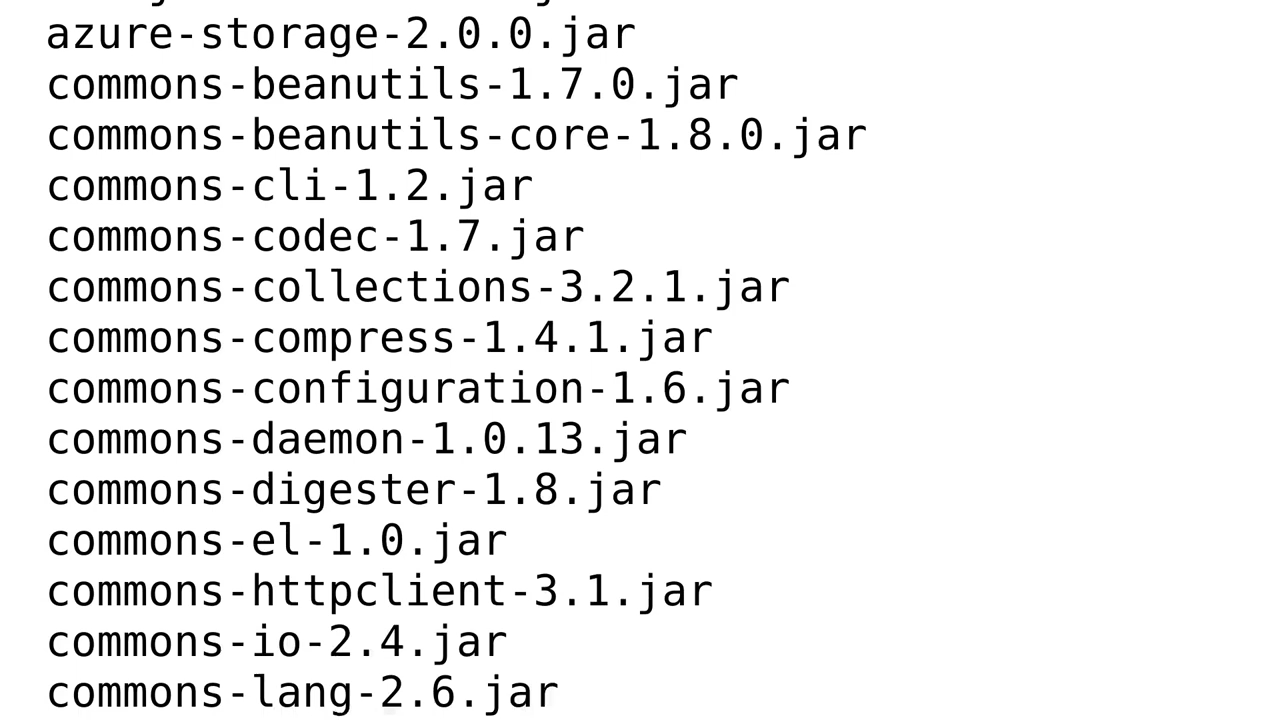 azure-storage-2.0.0.jar
commons-beanutils-1.7.0.jar
commons-beanutils-core-1.8.0.jar
commons-cli-1.2.jar
commons-codec-1.7.jar
commons-collections-3.2.1.jar
commons-compress-1.4.1.jar
commons-configuration-1.6.jar
commons-daemon-1.0.13.jar
commons-digester-1.8.jar
commons-el-1.0.jar
commons-httpclient-3.1.jar
commons-io-2.4.jar
commons-lang-2.6.jar